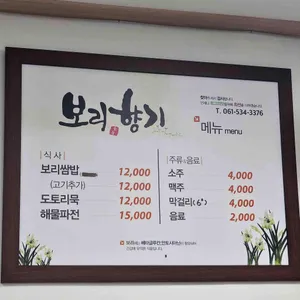 보리향기
T. 061-534-3376
메뉴 menu
식 사
보리쌈밥 12,000
(고기추가) 12,000
도토리묵 12,000
해물파전 15,000
주류&음료
소주 4,000
맥주 4,000
막걸리(6°) 4,000
음료 2,000